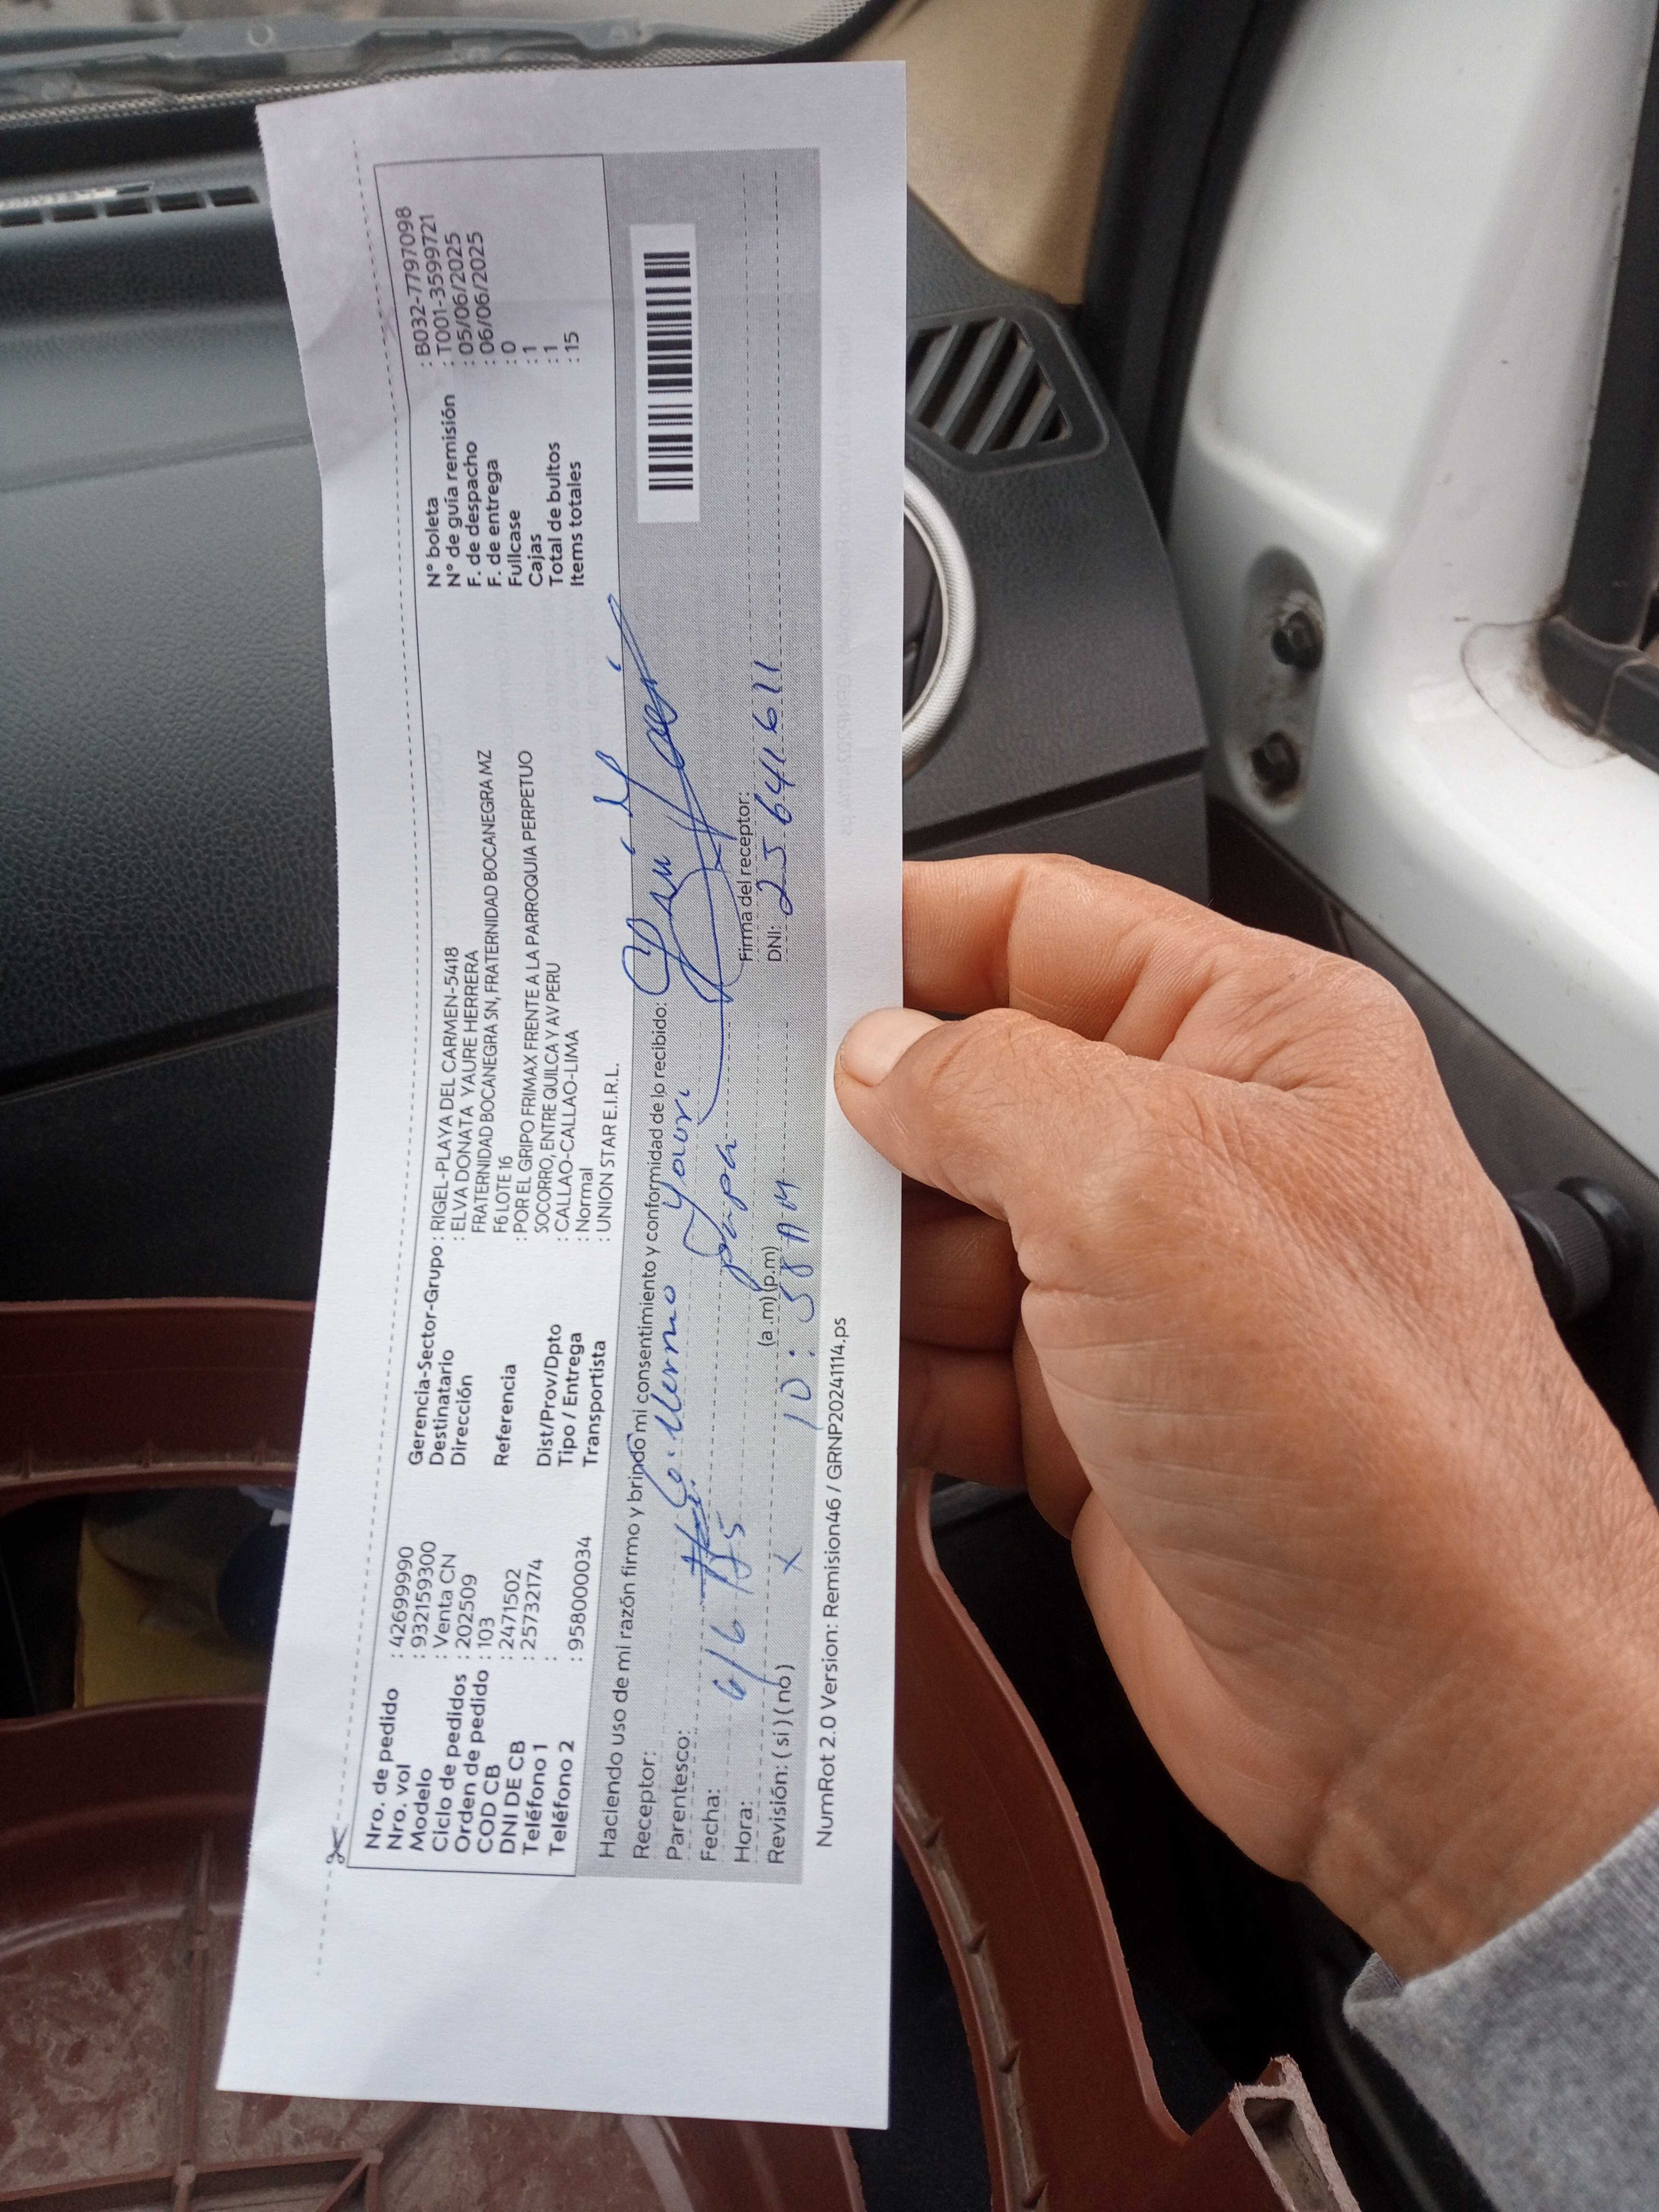 Nro. de pedido : 42699990
Nro. vol : 9321593​00
Modelo : Venta CN
Ciclo de pedidos : 202509
Orden de pedido : 103
COD CB : 2471502
DNI DE CB : 25732174
Teléfono 1 :
Teléfono 2 : 958000034
Gerencia-Sector-Grupo : RIGEL-PLAYA DEL CARMEN-5418
Destinatario : ELVA DONATA YAURE HERRERA
Dirección FRATERNIDAD BOCANEGRA SN, FRATERNIDAD BOCANEGRA MZ
F6 LOTE 16
Referencia : POR EL GRIPO FRIMAX FRENTE A LA PARROQUIA PERPETUO
SOCORRO, ENTRE QUILCA Y AV PERU
Dist/Prov/Dpto : CALLAO-CALLAO-LIMA
Tipo / Entrega : Normal
Transportista : UNION STAR E.I.R.L.
N° boleta : B032-7797098
N° de guía remisión : T001-3599721
F. de despacho : 05/06/2025
F. de entrega : 06/06/2025
Fullcase : 0
Cajas : 1
Total de bultos : 1
Items totales : 15
Haciendo uso de mi razón firmo y brindo mi consentimiento y conformidad de lo recibido:
Receptor: Guillermo Yauri
Parentesco: papa
Fecha: 6/6/25
Hora: (a.m) (p.m) 10:58 AM
Revisión: (si) (no) x
Firma del receptor:
DNI: 25641611
NumRot 2.0 Version: Remision46 / GRNP20241114.ps